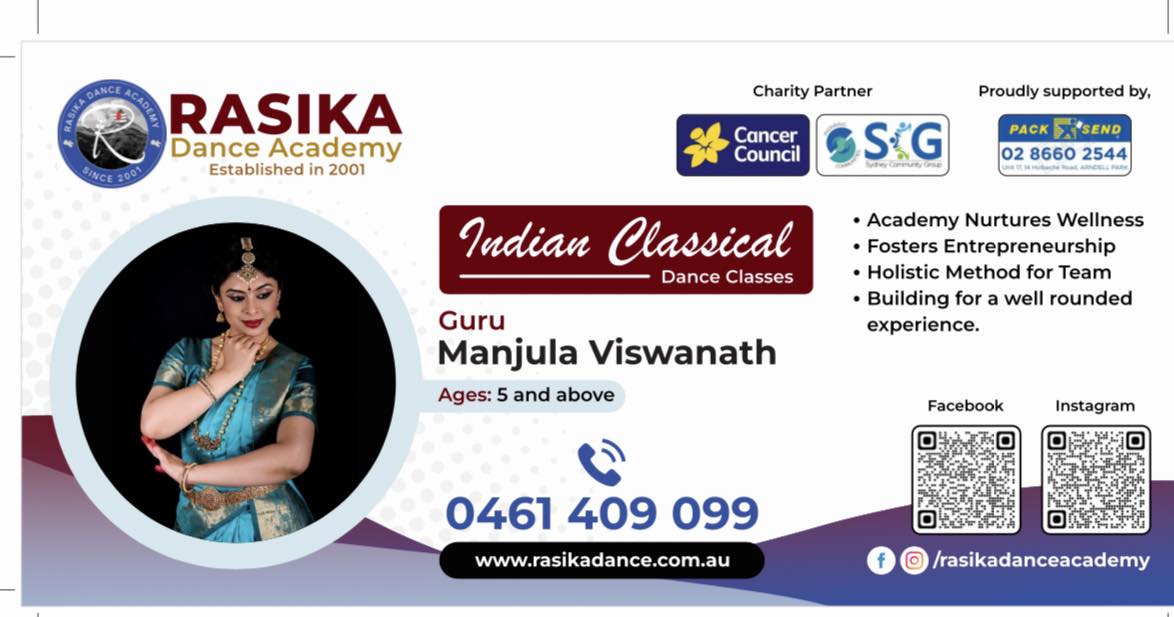 RASIKA DANCE ACADEMY
R
SINCE 2001
RASIKA
Dance Academy
Established in 2001
Charity Partner
Cancer
Council
SCG
Sydney Community Group
Proudly supported by,
PACK SEND
02 8660 2544
Unit 17, 14 Holbeche Road, ARNDELL PARK
Indian Classical
Dance Classes
Guru
Manjula Viswanath
Ages: 5 and above
0461 409 099
www.rasikadance.com.au
• Academy Nurtures Wellness
• Fosters Entrepreneurship
• Holistic Method for Team
• Building for a well rounded
experience.
Facebook
Instagram
/rasikadanceacademy